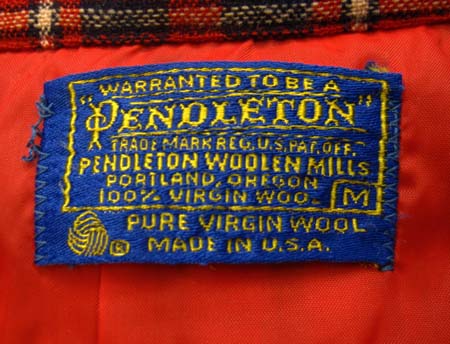 WARRANTED TO BE A
"PENDLETON"
TRADE MARK REG. U.S. PAT. OFF.
PENDLETON WOOLEN MILLS
PORTLAND, OREGON
100% VIRGIN WOOL M
PURE VIRGIN WOOL
® MADE IN U.S.A.